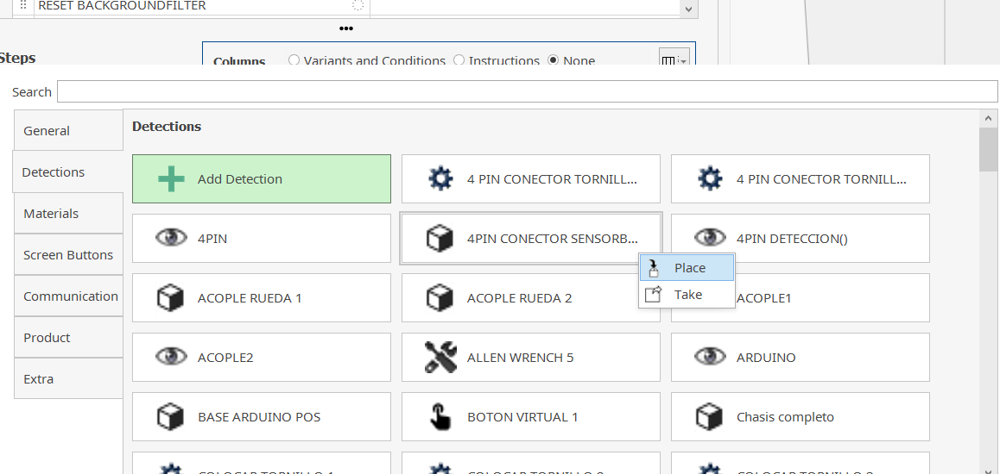 RESET BACKGROUNDFILTER
•••
Steps
Columns
Variants and Conditions
Instructions
None
Search
General
Detections
Materials
Screen Buttons
Communication
Product
Extra
Detections
Add Detection
4 PIN CONECTOR TORNILL...
4 PIN CONECTOR TORNILL...
4PIN
4PIN CONECTOR SENSORB...
4PIN DETECCION()
Place
Take
ACOPLE RUEDA 1
ACOPLE RUEDA 2
ACOPLE1
ACOPLE2
ALLEN WRENCH 5
ARDUINO
BASE ARDUINO POS
BOTON VIRTUAL 1
Chasis completo
COLOCAR TORNILLO 1